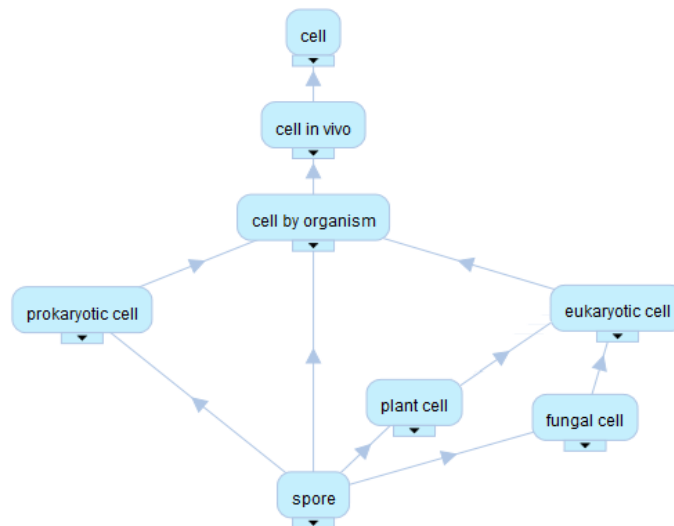 cell
cell in vivo
cell by organism
prokaryotic cell
eukaryotic cell
plant cell
fungal cell
spore